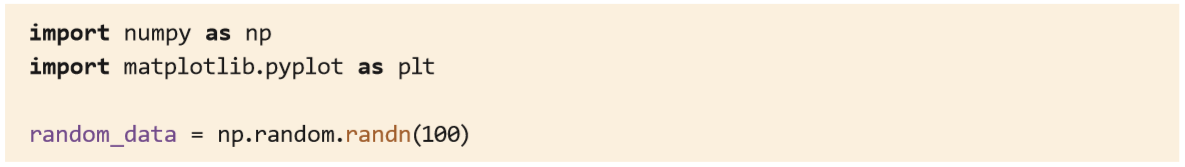 import numpy as np
import matplotlib.pyplot as plt
random_data = np.random.randn(100)